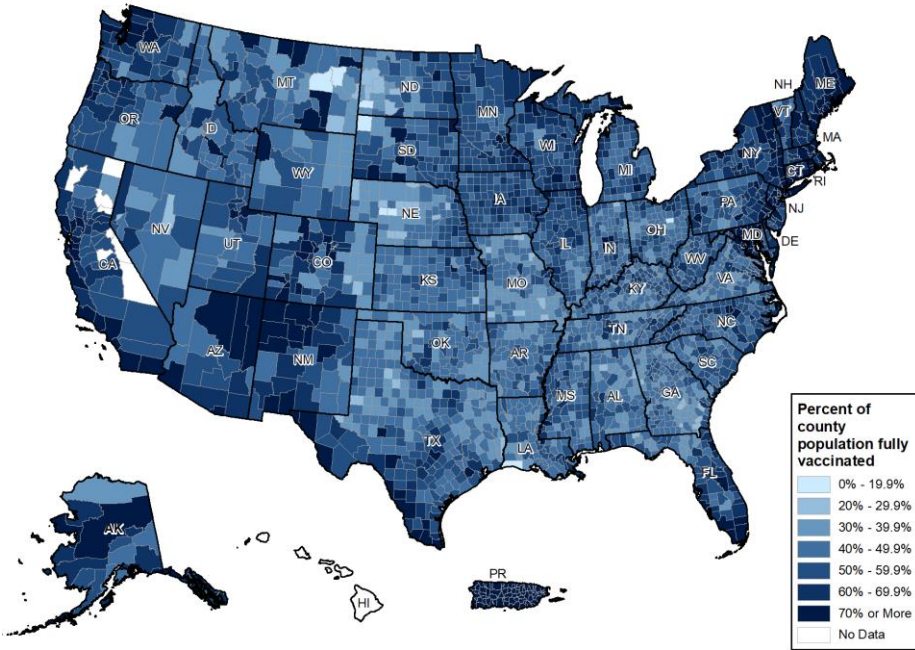 WA
MT
ND
MN
OR
ID
WY
SD
WI
MI
NH
VT
ME
NY
MA
CT
RI
NV
UT
CO
NE
IA
IL
IN
OH
PA
NJ
MD
DE
CA
KS
MO
KY
WV
VA
AZ
NM
OK
AR
TN
NC
SC
TX
LA
MS
AL
GA
FL
AK
HI
PR
Percent of
county
population fully
vaccinated
0% - 19.9%
20% - 29.9%
30% - 39.9%
40% - 49.9%
50% - 59.9%
60% - 69.9%
70% or More
No Data